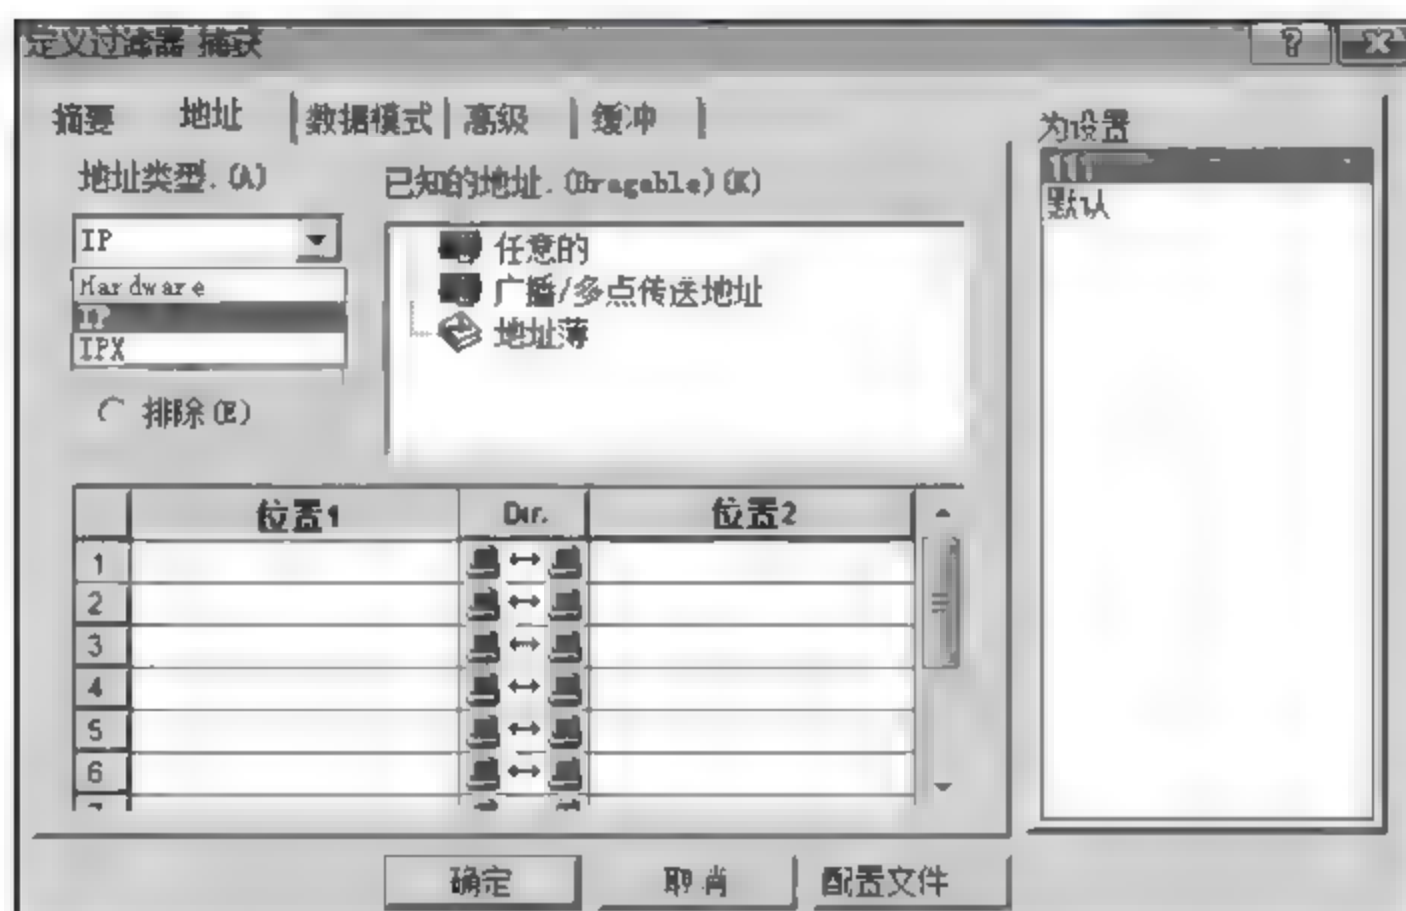 定义过滤器 捕获
摘要 地址 数据模式 高级 缓冲
为设置
地址类型.(A)
已知的地址.(Dragable)(K)
111
默认
IP
Hardware
IP
IPX
任意的
广播/多点传送地址
地址薄
排除(E)
位置1 Dir. 位置2
1
2
3
4
5
6
确定 取消 配置文件